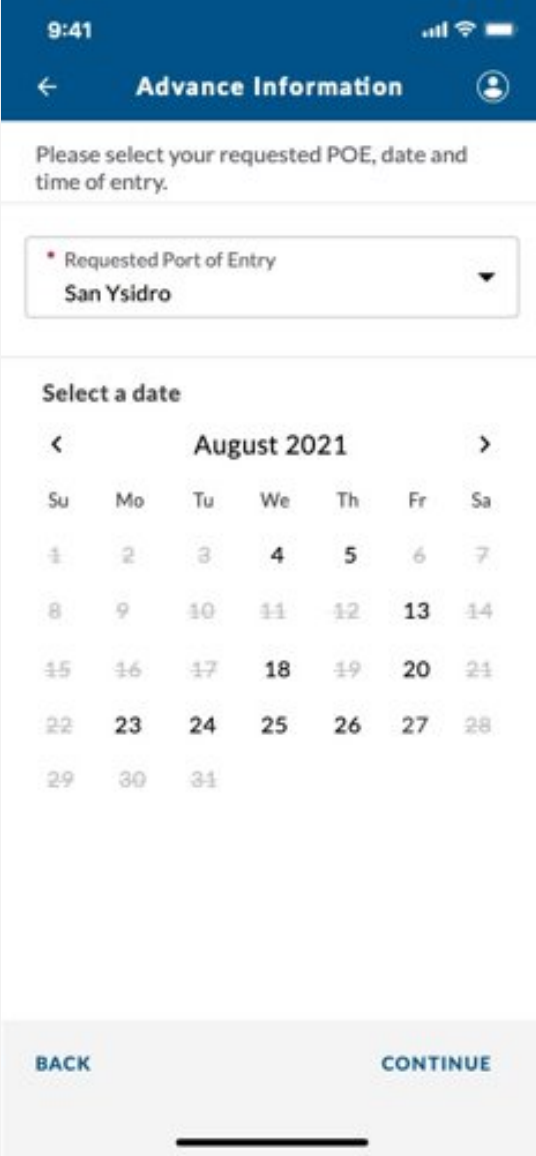 9:41
Advance Information
Please select your requested POE, date and
time of entry.
* Requested Port of Entry
San Ysidro
Select a date
August 2021
Su Mo Tu We Th Fr Sa
1 2 3 4 5 6 7
8 9 10 11 12 13 14
15 16 17 18 19 20 21
22 23 24 25 26 27 28
29 30 31
BACK CONTINUE